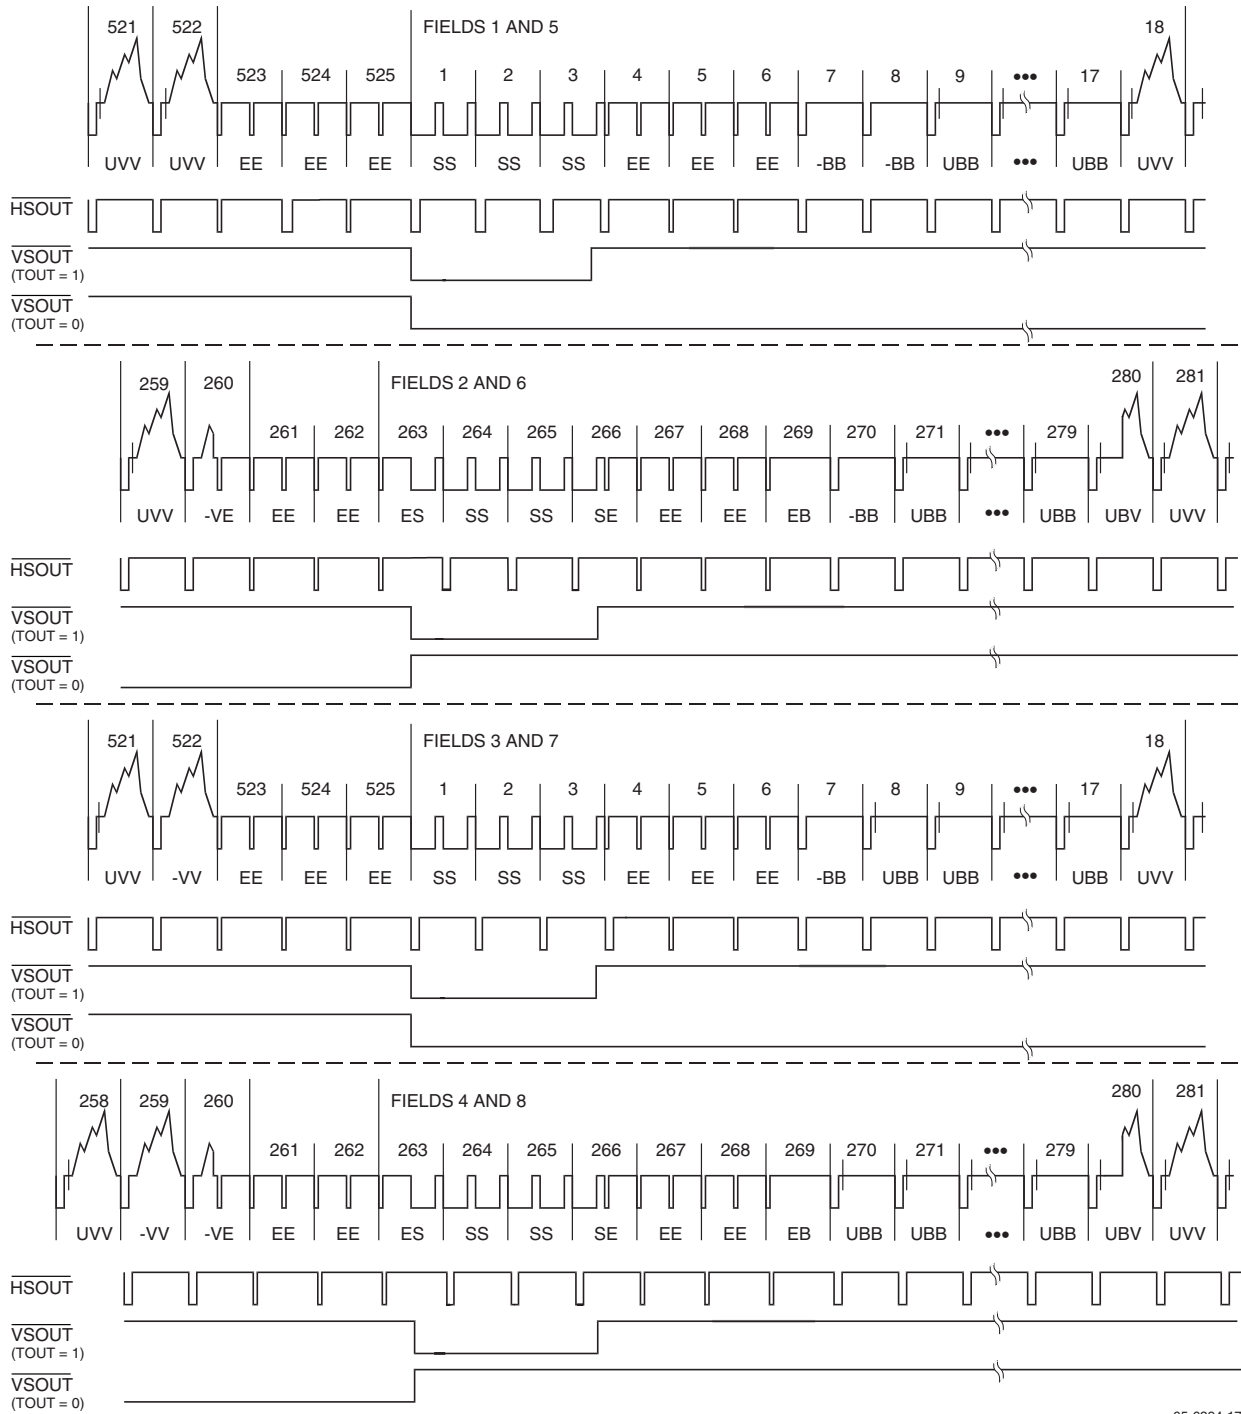 521 522 FIELDS 1 AND 5 18
523 524 525 1 2 3 4 5 6 7 8 9 ••• 17
UVV UVV EE EE EE SS SS SS EE EE EE -BB -BB UBB ••• UBB UVV
HSOUT
VSOUT
(TOUT = 1)
VSOUT
(TOUT = 0)
259 260 FIELDS 2 AND 6 280 281
261 262 263 264 265 266 267 268 269 270 271 ••• 279
UVV -VE EE EE ES SS SS SE EE EE EB -BB UBB ••• UBB UBV UVV
HSOUT
VSOUT
(TOUT = 1)
VSOUT
(TOUT = 0)
521 522 FIELDS 3 AND 7 18
523 524 525 1 2 3 4 5 6 7 8 9 ••• 17
UVV -VV EE EE EE SS SS SS EE EE EE -BB UBB UBB ••• UBB UVV
HSOUT
VSOUT
(TOUT = 1)
VSOUT
(TOUT = 0)
258 259 260 FIELDS 4 AND 8 280 281
261 262 263 264 265 266 267 268 269 270 271 ••• 279
UVV -VV -VE EE EE ES SS SS SE EE EE EB UBB UBB ••• UBB UBV UVV
HSOUT
VSOUT
(TOUT = 1)
VSOUT
(TOUT = 0)